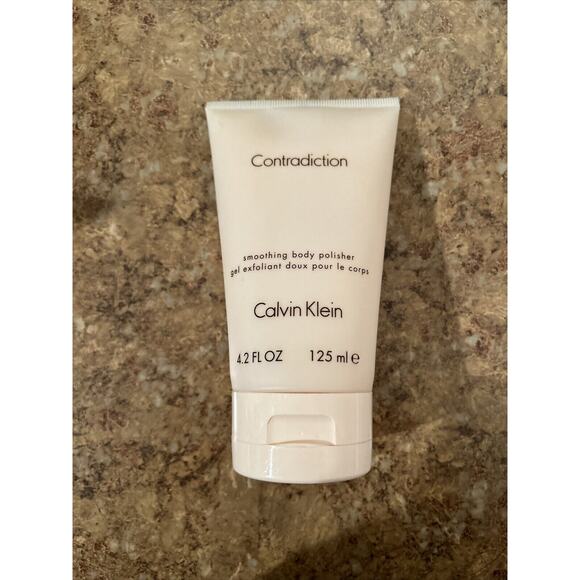 Contradiction
smoothing body polisher
gel exfoliant doux pour le corps
Calvin Klein
4.2 FL OZ 125 ml ℮